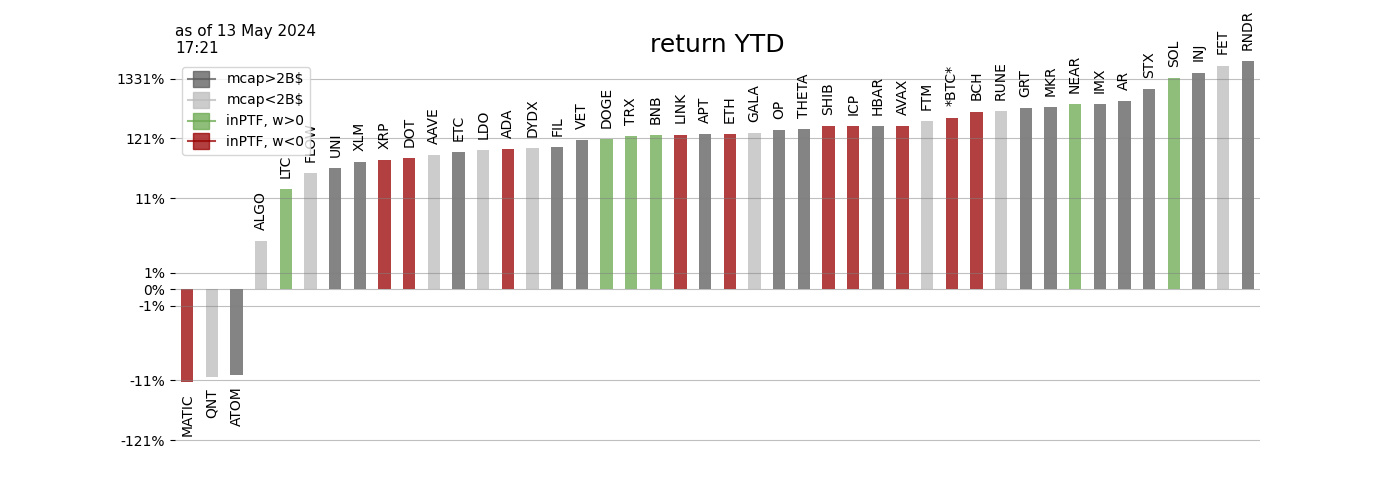 as of 13 May 2024
17:21
return YTD
mcap>2B$
mcap<2B$
inPTF, w>0
inPTF, w<0
1331%
121%
11%
1%
0%
-1%
-11%
-121%
MATIC
QNT
ATOM
ALGO
LTC
FLOW
UNI
XLM
XRP
DOT
AAVE
ETC
LDO
ADA
DYDX
FIL
VET
DOGE
TRX
BNB
LINK
APT
ETH
GALA
OP
THETA
SHIB
ICP
HBAR
AVAX
FTM
*BTC*
BCH
RUNE
GRT
MKR
NEAR
IMX
AR
STX
SOL
INJ
FET
RNDR